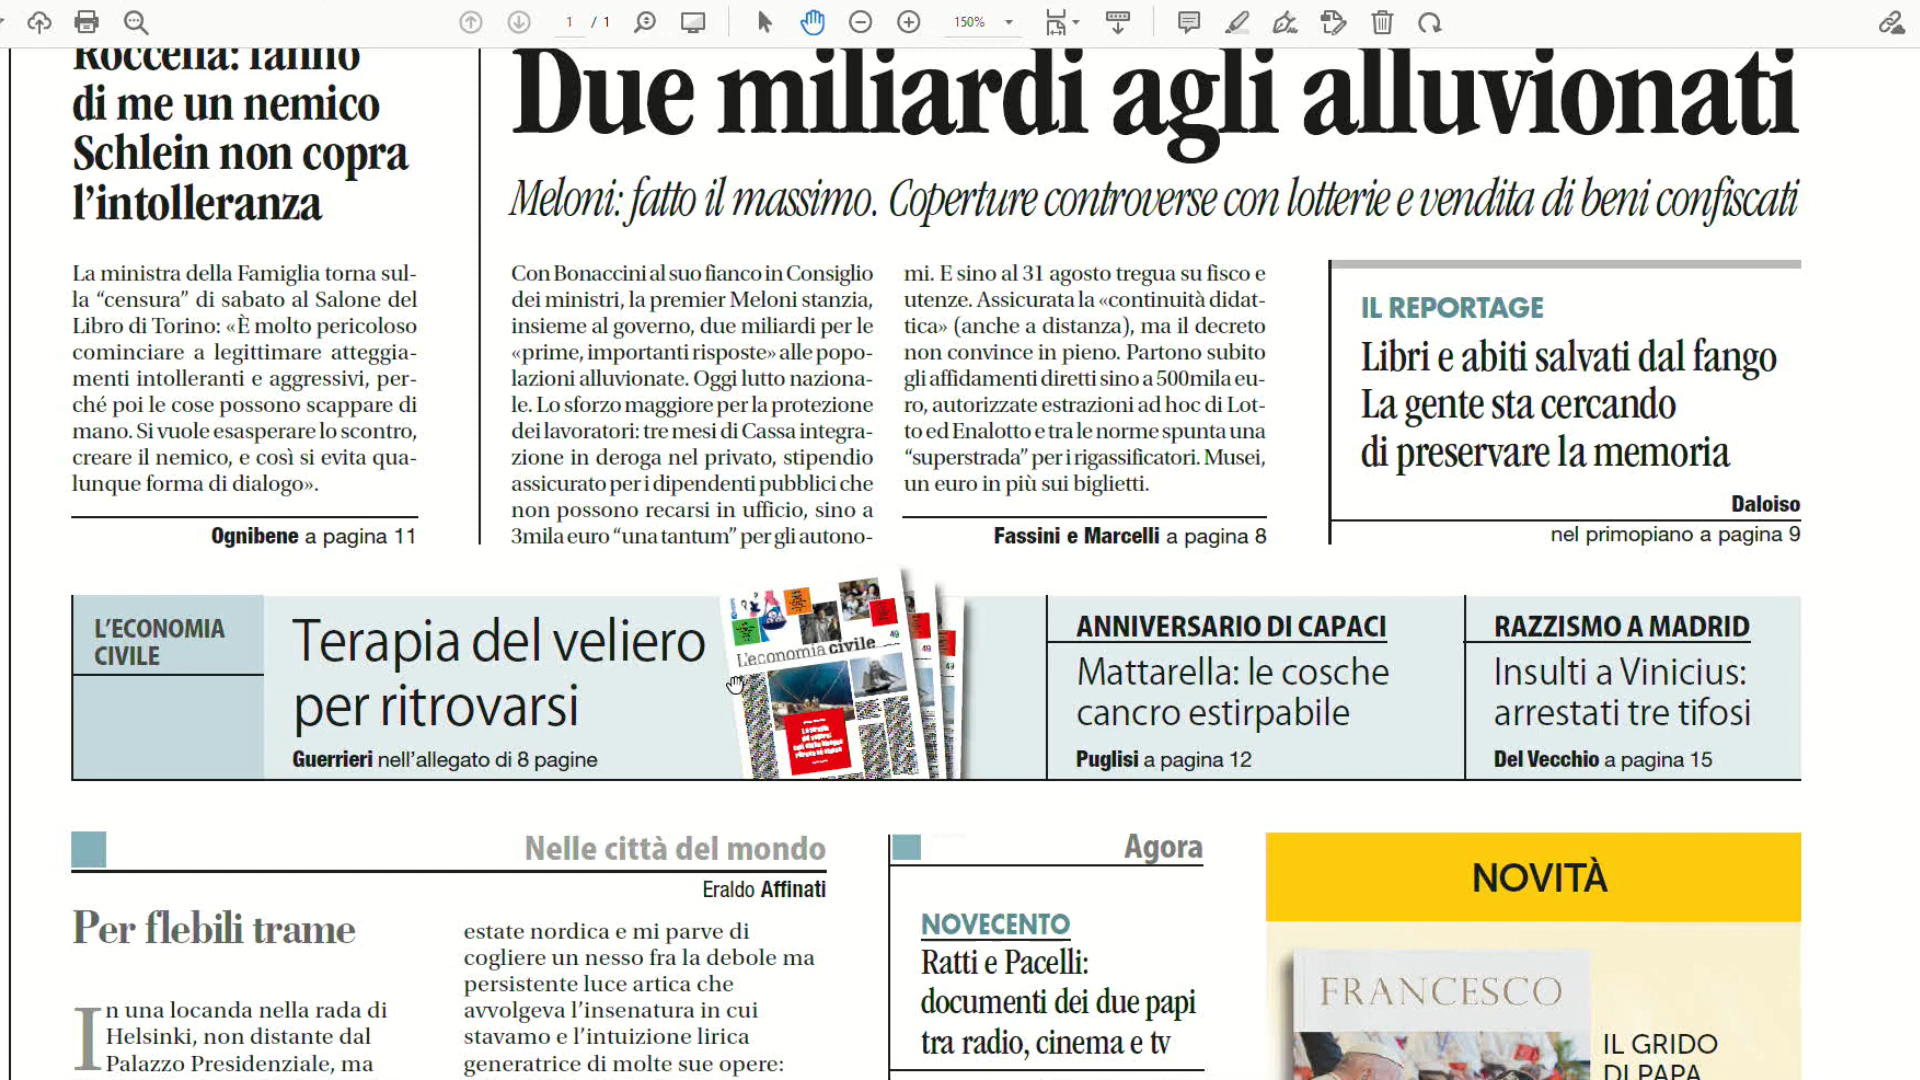 1 / 1
150%
Roccella: fanno
di me un nemico
Schlein non copra
l'intolleranza
La ministra della Famiglia torna sul-
la “censura” di sabato al Salone del
Libro di Torino: «È molto pericoloso
cominciare a legittimare atteggia-
menti intolleranti e aggressivi, per-
ché poi le cose possono scappare di
mano. Si vuole esasperare lo scontro,
creare il nemico, e così si evita qua-
lunque forma di dialogo».
Ognibene a pagina 11
Due miliardi agli alluvionati
Meloni: fatto il massimo. Coperture controverse con lotterie e vendita di beni confiscati
Con Bonaccini al suo fianco in Consiglio
dei ministri, la premier Meloni stanzia,
insieme al governo, due miliardi per le
«prime, importanti risposte» alle popo-
lazioni alluvionate. Oggi lutto naziona-
le. Lo sforzo maggiore per la protezione
dei lavoratori: tre mesi di Cassa integra-
zione in deroga nel privato, stipendio
assicurato per i dipendenti pubblici che
non possono recarsi in ufficio, sino a
3mila euro “una tantum” per gli autono-
mi. E sino al 31 agosto tregua su fisco e
utenze. Assicurata la «continuità didat-
tica» (anche a distanza), ma il decreto
non convince in pieno. Partono subito
gli affidamenti diretti sino a 500mila eu-
ro, autorizzate estrazioni ad hoc di Lot-
to ed Enalotto e tra le norme spunta una
“superstrada” per i rigassificatori. Musei,
un euro in più sui biglietti.
Fassini e Marcelli a pagina 8
IL REPORTAGE
Libri e abiti salvati dal fango
La gente sta cercando
di preservare la memoria
Daloiso
nel primopiano a pagina 9
L'ECONOMIA
CIVILE
Terapia del veliero
per ritrovarsi
Guerrieri nell'allegato di 8 pagine
L'economia civile
49
49
49
ANNIVERSARIO DI CAPACI
Mattarella: le cosche
cancro estirpabile
Puglisi a pagina 12
RAZZISMO A MADRID
Insulti a Vinicius:
arrestati tre tifosi
Del Vecchio a pagina 15
Nelle città del mondo
Eraldo Affinati
Per flebili trame
In una locanda nella rada di
Helsinki, non distante dal
Palazzo Presidenziale, ma
estate nordica e mi parve di
cogliere un nesso fra la debole ma
persistente luce artica che
avvolgeva l'insenatura in cui
stavamo e l'intuizione lirica
generatrice di molte sue opere:
Agora
NOVECENTO
Ratti e Pacelli:
documenti dei due papi
tra radio, cinema e tv
NOVITÀ
FRANCESCO
IL GRIDO
DI PAPA